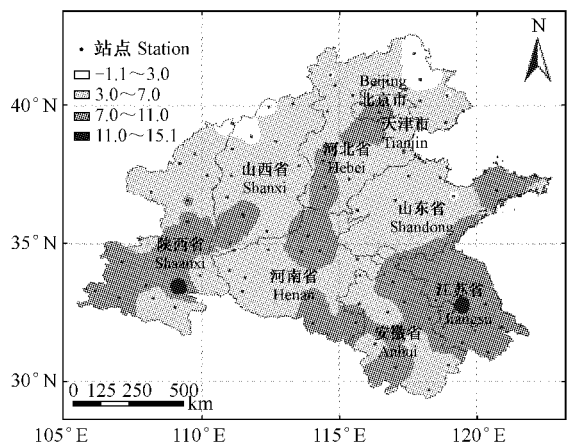 N
站点 Station
−1.1～3.0
3.0～7.0
7.0～11.0
11.0～15.1
40°N
35°N
30°N
Beijing
北京市
天津市
Tianjin
河北省
Hebei
山西省
Shanxi
山东省
Shandong
陕西省
Shaanxi
河南省
Henan
江苏省
Jiangsu
安徽省
Anhui
0 125 250 500
km
105°E 110°E 115°E 120°E